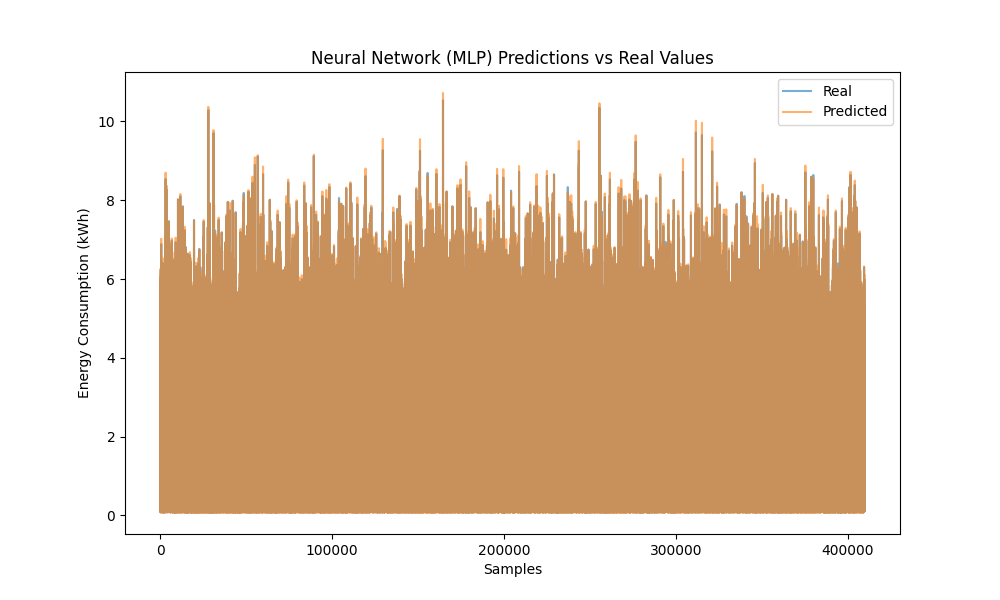 Neural Network (MLP) Predictions vs Real Values
Real
Predicted
Energy Consumption (kWh)
10
8
6
4
2
0
0 100000 200000 300000 400000
Samples